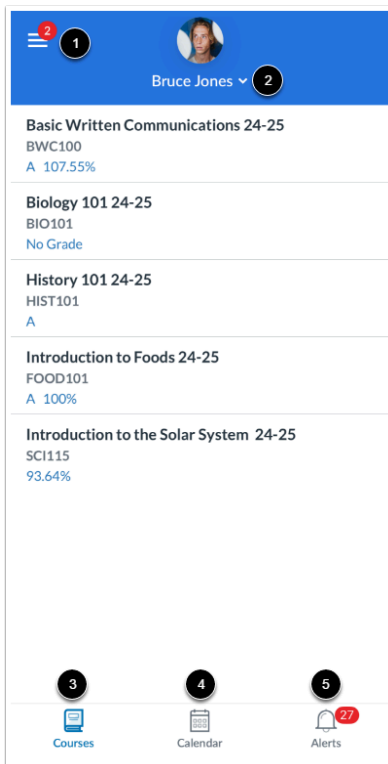 2
1
Bruce Jones
2
Basic Written Communications 24-25
BWC100
A 107.55%
Biology 101 24-25
BIO101
No Grade
History 101 24-25
HIST101
A
Introduction to Foods 24-25
FOOD101
A 100%
Introduction to the Solar System 24-25
SCI115
93.64%
3
4
5
27
Courses
Calendar
Alerts